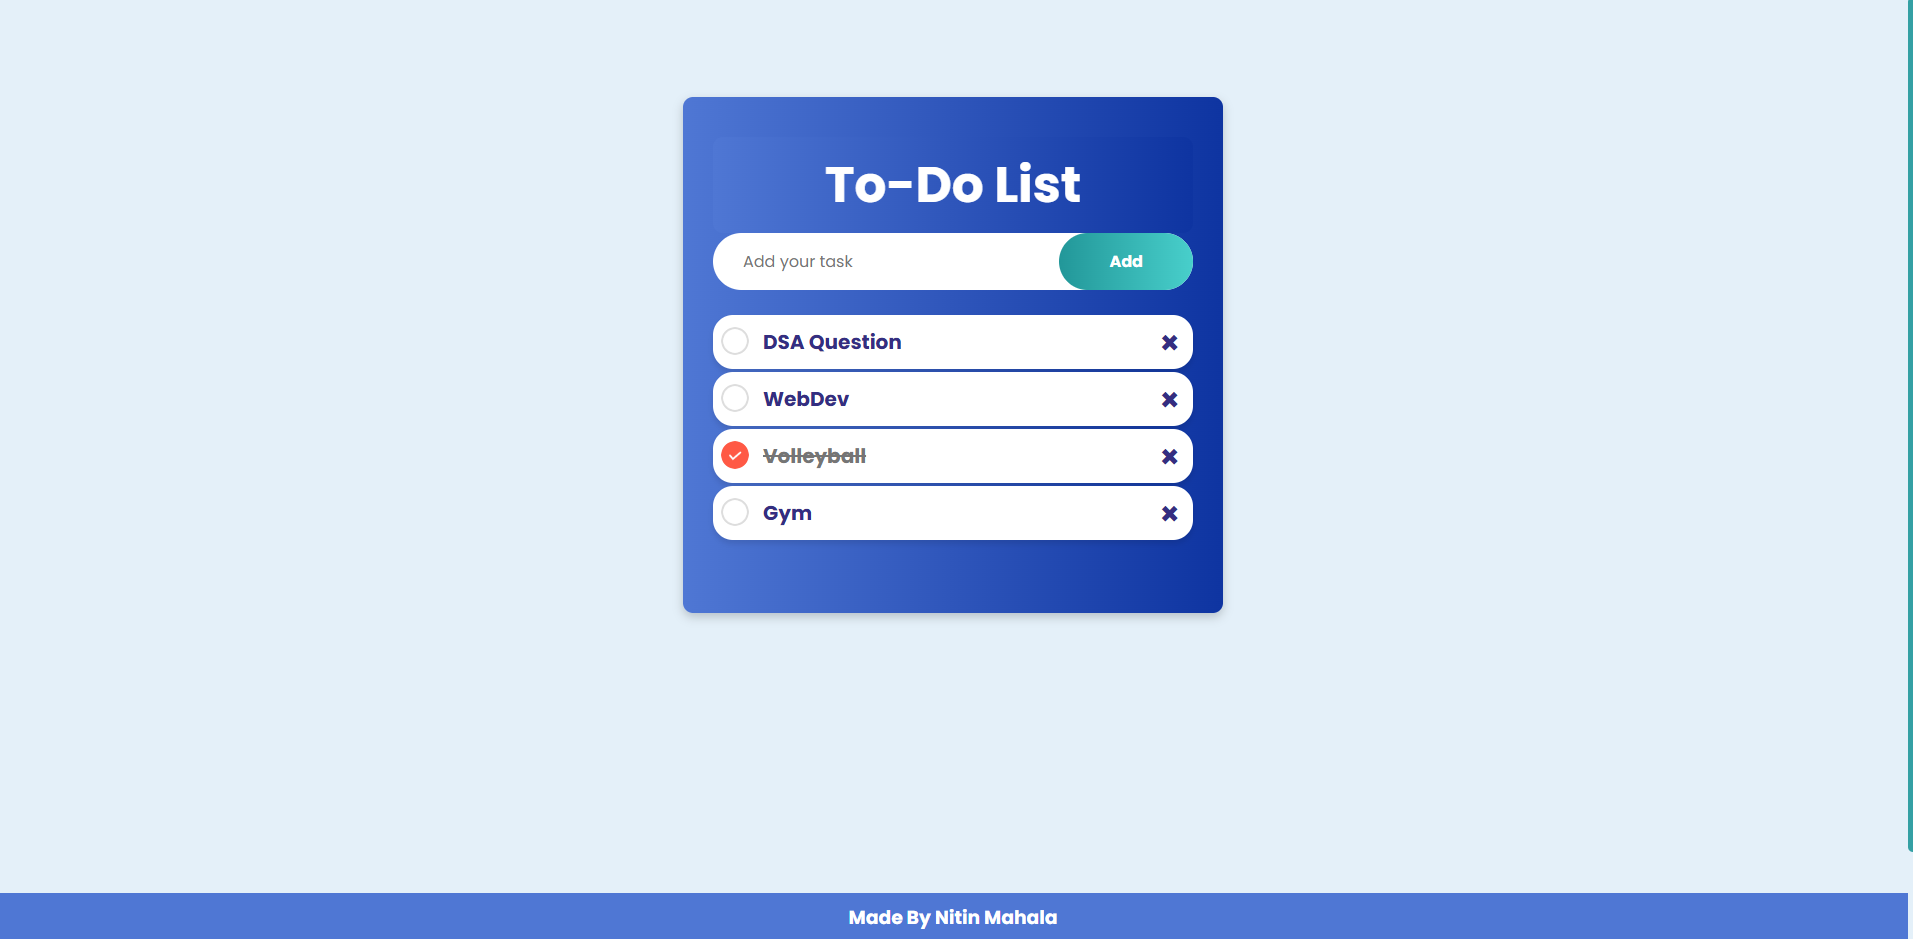 To-Do List
Add your task
Add
DSA Question
WebDev
Volleyball
Gym
Made By Nitin Mahala